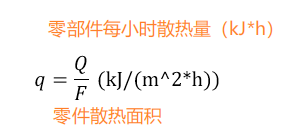 零部件每小时散热量（kJ*h）
q = Q/F (kJ/(m^2*h))
零件散热面积